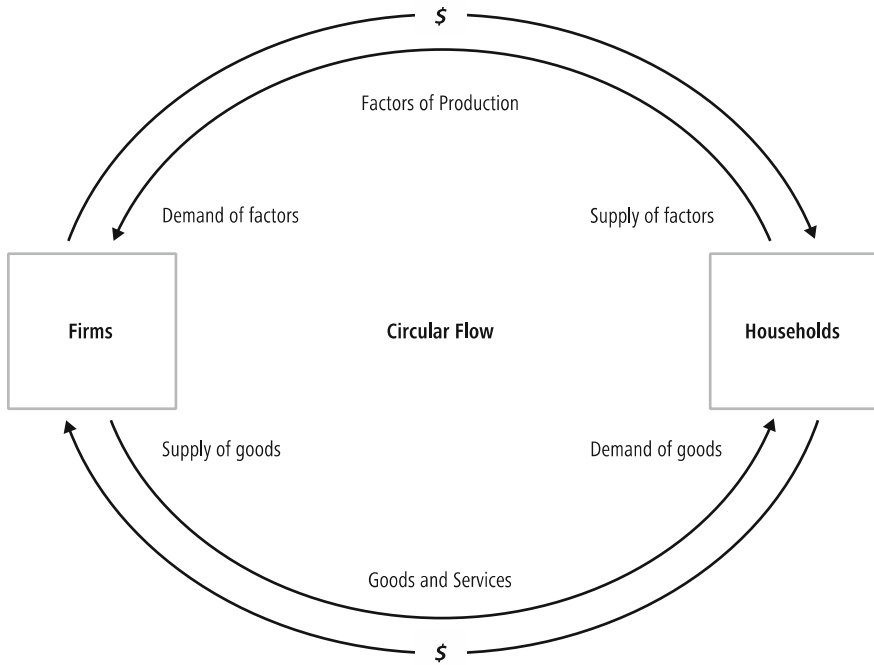 $
Factors of Production
Demand of factors
Supply of factors
Firms
Circular Flow
Households
Supply of goods
Demand of goods
Goods and Services
$